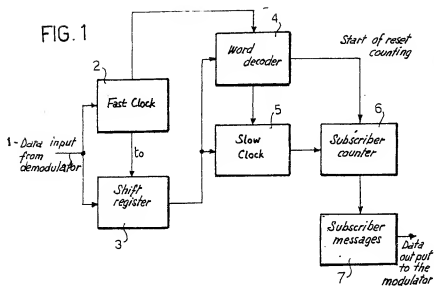 FIG. 1
4
Word
decoder
Start of reset
counting
2
Fast Clock
5
Slow
Clock
6
Subscriber
counter
1 - Data input
from
demodulator
to
Shift
register
3
Subscriber
messages
7
Data
output
to the
modulator